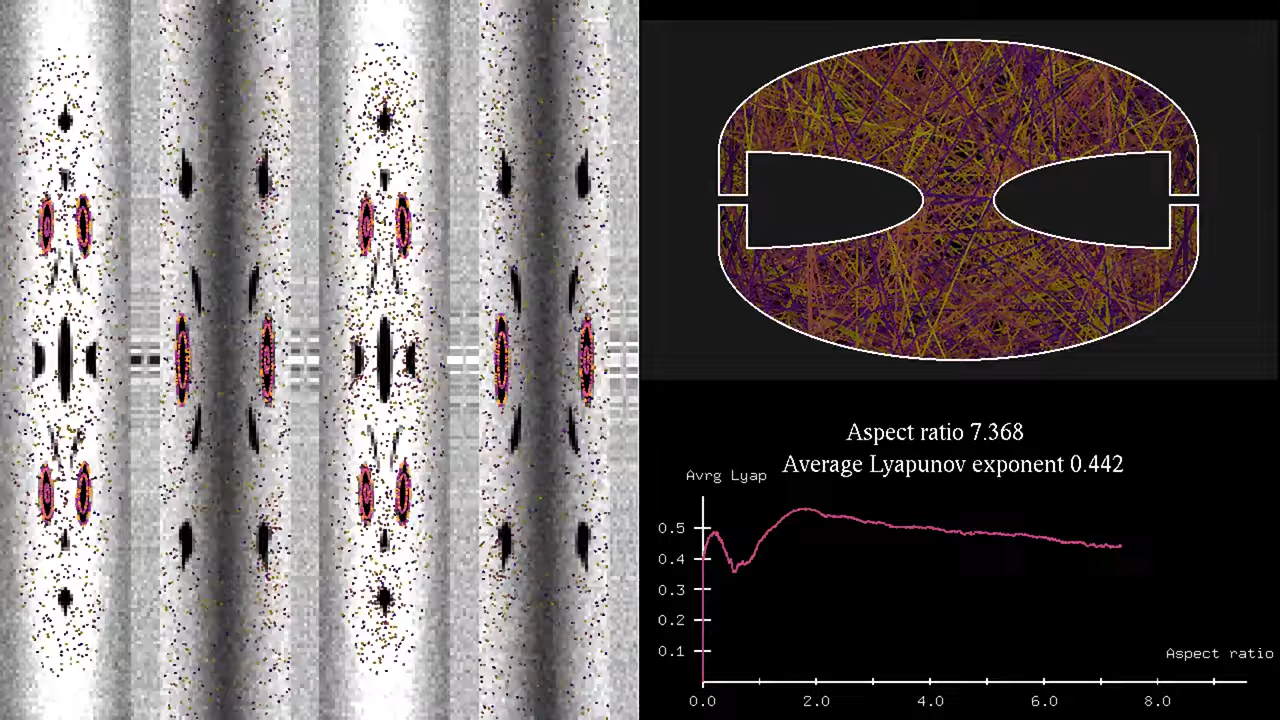 Aspect ratio 7.368
Average Lyapunov exponent 0.442
Avrg Lyap
0.5
0.4
0.3
0.2
0.1
Aspect ratio
0.0 2.0 4.0 6.0 8.0